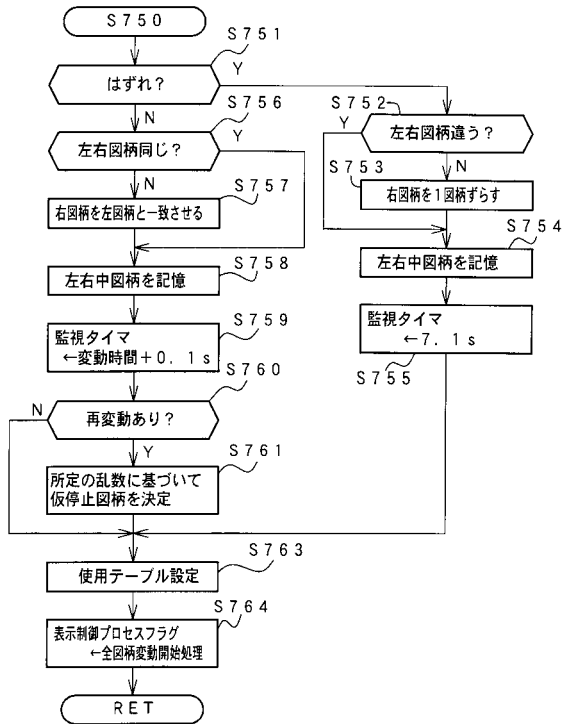 S750
S751
はずれ?
Y
N
S752
左右図柄違う?
Y
N
S753
右図柄を1図柄ずらす
S754
左右中図柄を記憶
監視タイマ
←7.1s
S755
S756
左右図柄同じ?
Y
N
S757
右図柄を左図柄と一致させる
S758
左右中図柄を記憶
S759
監視タイマ
←変動時間+0.1s
S760
再変動あり?
N
Y
S761
所定の乱数に基づいて
仮停止図柄を決定
S763
使用テーブル設定
S764
表示制御プロセスフラグ
←全図柄変動開始処理
RET